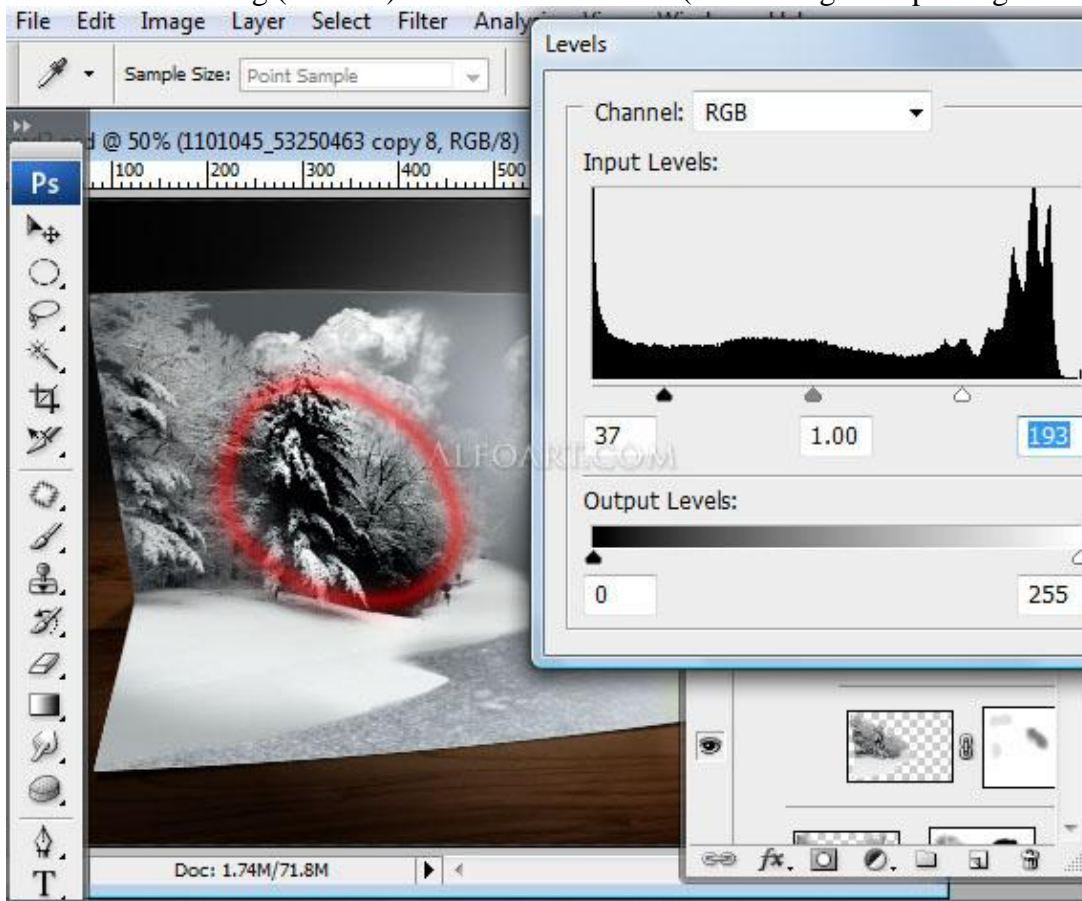 File Edit Image Layer Select Filter
Levels
Sample Size: Point Sample
Channel: RGB
@ 50% (1101045_53250463 copy 8, RGB/8)
Input Levels:
100 200 300 400 500
Ps
37 1.00 193
ALFOART.COM
Output Levels:
0 255
fx.
Doc: 1.74M/71.8M
T